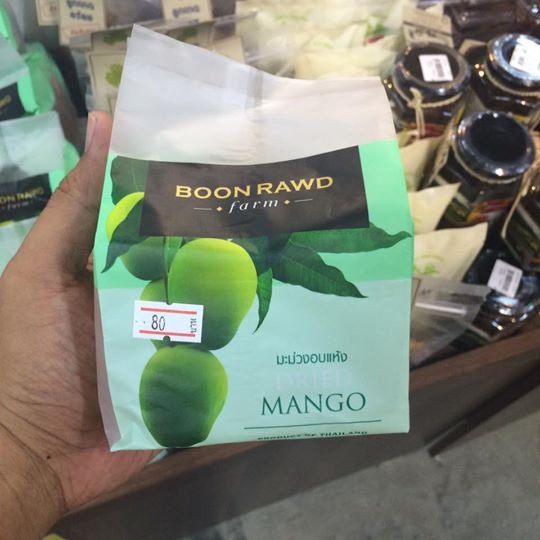 BOON RAWD
farm
80
บาท
มะม่วงอบแห้ง
DRIED
MANGO
PRODUCT OF THAILAND